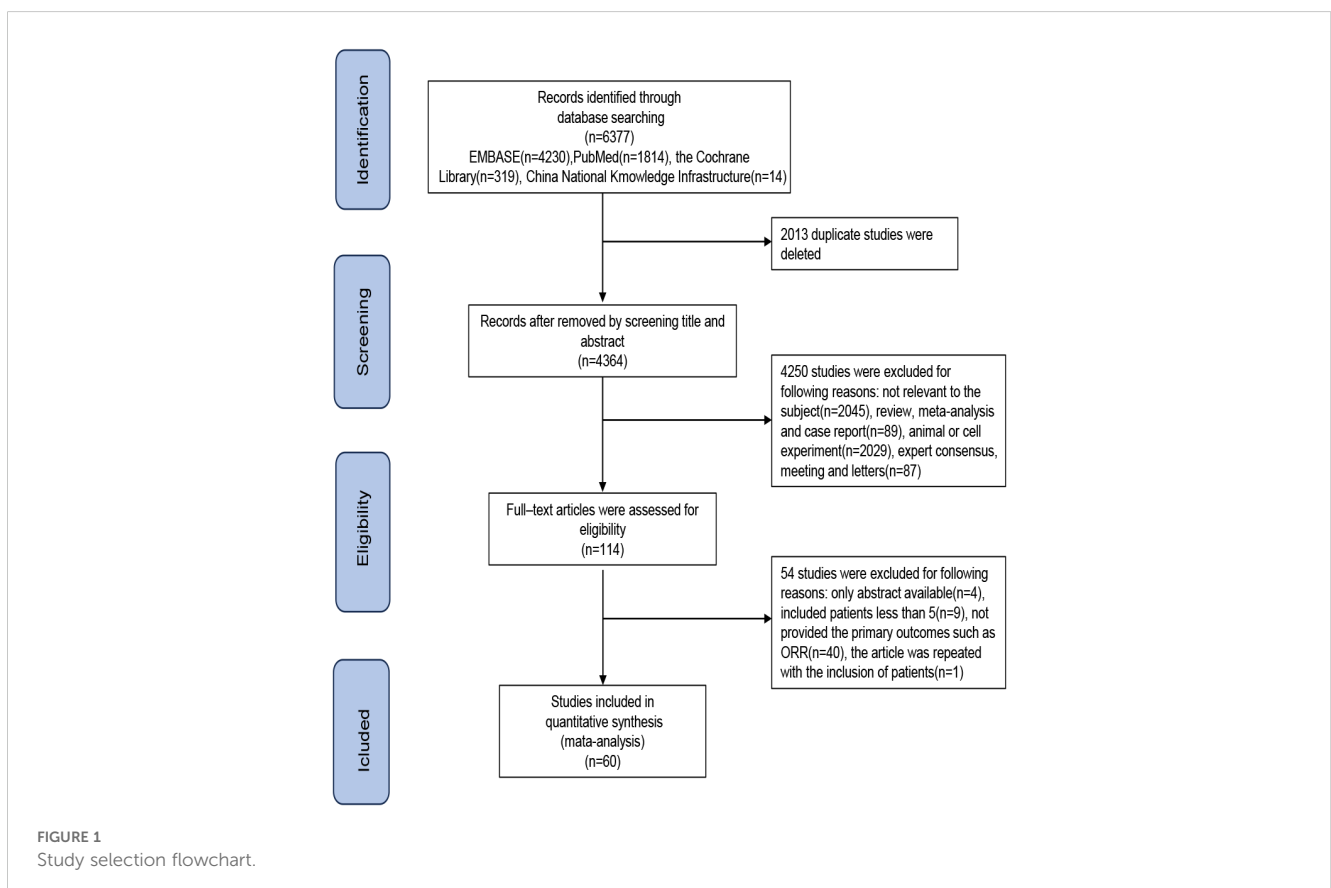 Identification
Records identified through
database searching
(n=6377)
EMBASE(n=4230),PubMed(n=1814), the Cochrane
Library(n=319), China National Kmowledge Infrastructure(n=14)
2013 duplicate studies were
deleted
Screening
Records after removed by screening title and
abstract
(n=4364)
4250 studies were excluded for
following reasons: not relevant to the
subject(n=2045), review, meta-analysis
and case report(n=89), animal or cell
experiment(n=2029), expert consensus,
meeting and letters(n=87)
Eligibility
Full–text articles were assessed for
eligibility
(n=114)
54 studies were excluded for following
reasons: only abstract available(n=4),
included patients less than 5(n=9), not
provided the primary outcomes such as
ORR(n=40), the article was repeated
with the inclusion of patients(n=1)
Icluded
Studies included in
quantitative synthesis
(mata-analysis)
(n=60)
FIGURE 1
Study selection flowchart.